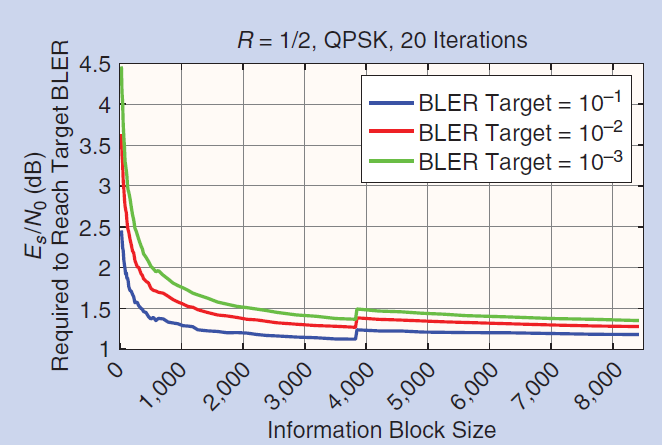 R = 1/2, QPSK, 20 Iterations
Es/N0 (dB)
Required to Reach Target BLER
4.5
4
3.5
3
2.5
2
1.5
1
BLER Target = 10⁻¹
BLER Target = 10⁻²
BLER Target = 10⁻³
0
1,000
2,000
3,000
4,000
5,000
6,000
7,000
8,000
Information Block Size